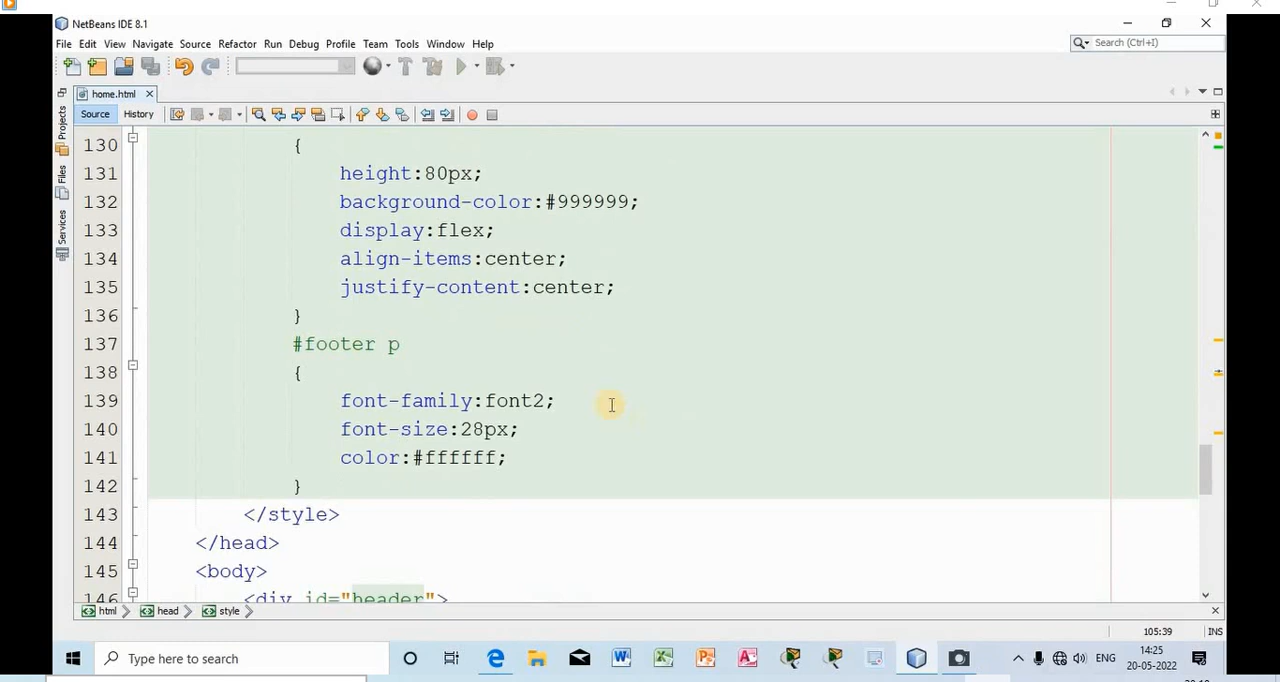 NetBeans IDE 8.1
File Edit View Navigate Source Refactor Run Debug Profile Team Tools Window Help
Search (Ctrl+I)
home.html
Source History
Projects
Files
Services
130 {
131 height:80px;
132 background-color:#999999;
133 display:flex;
134 align-items:center;
135 justify-content:center;
136 }
137 #footer p
138 {
139 font-family:font2;
140 font-size:28px;
141 color:#ffffff;
142 }
143 </style>
144 </head>
145 <body>
146 <div id="header">
html head style
105:39 INS
Type here to search
ENG
14:25
20-05-2022